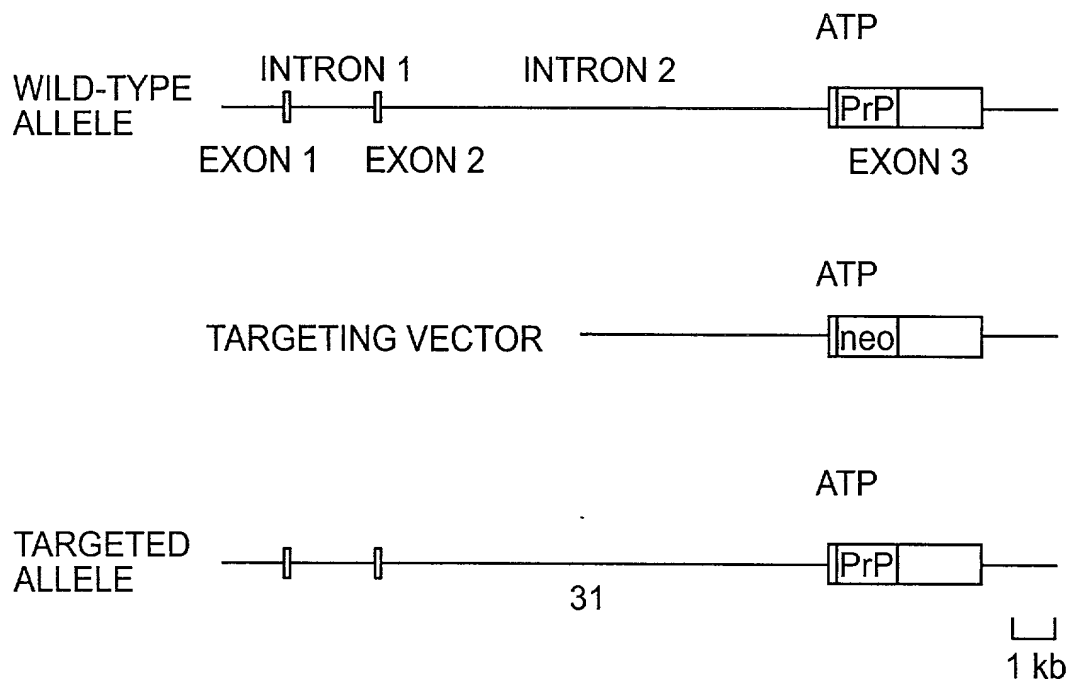 ATP
INTRON 1
INTRON 2
WILD-TYPE
ALLELE
PrP
EXON 1
EXON 2
EXON 3
ATP
TARGETING VECTOR
neo
ATP
TARGETED
ALLELE
PrP
31
1 kb